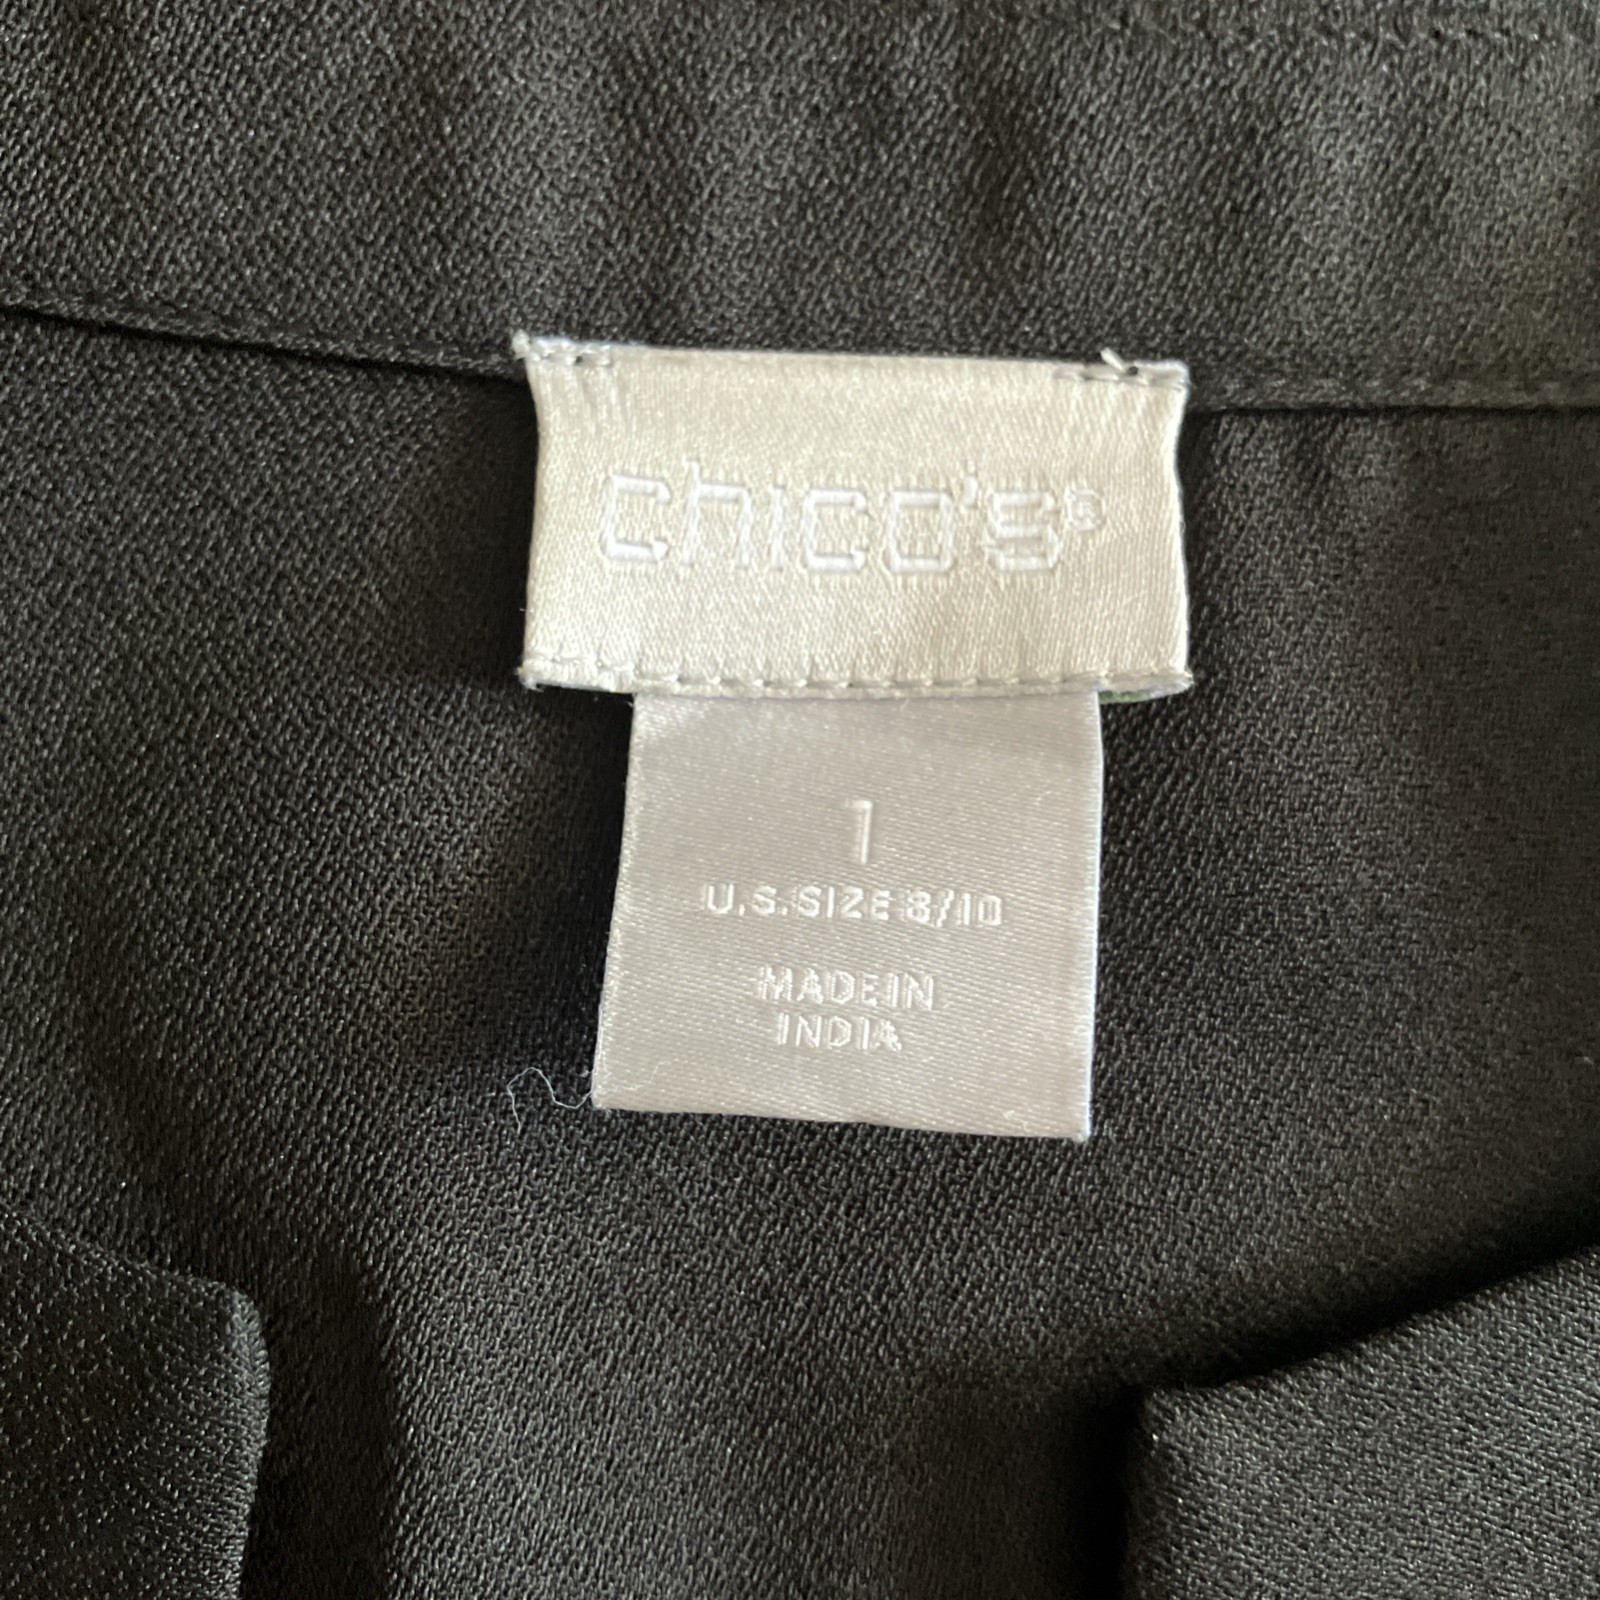 chico's®
1
U.S. SIZE 8/10
MADE IN
INDIA